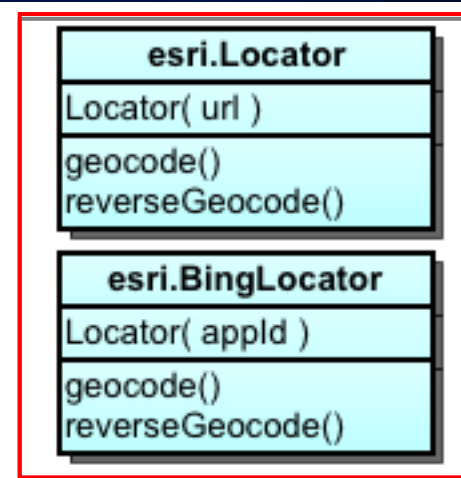 esri.Locator
Locator( url )
geocode()
reverseGeocode()
esri.BingLocator
Locator( appId )
geocode()
reverseGeocode()